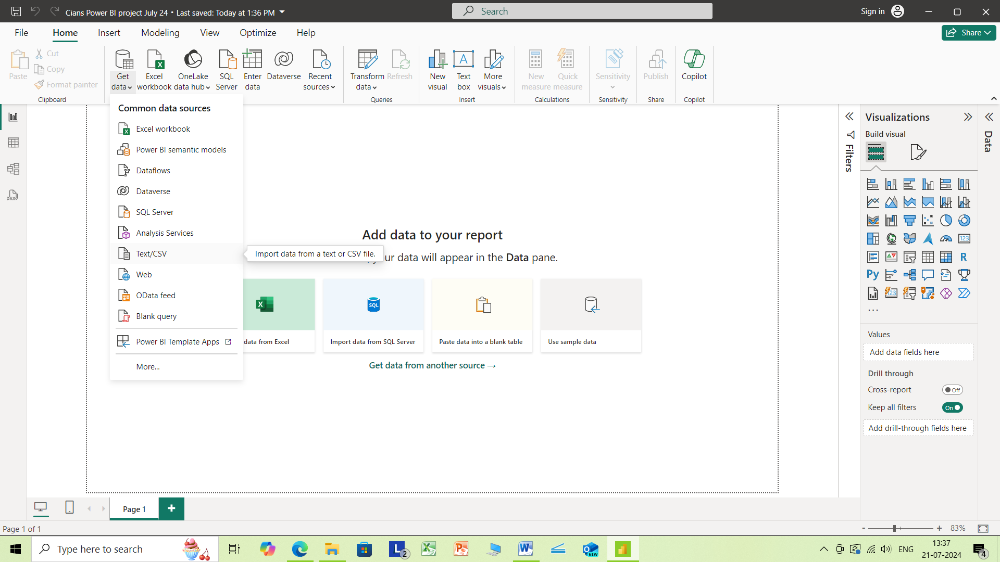 Cians Power BI project July 24 • Last saved: Today at 1:36 PM
Search
Sign in
File
Home
Insert
Modeling
View
Optimize
Help
Share
Paste
Cut
Copy
Format painter
Clipboard
Get data
Excel workbook
OneLake data hub
SQL Server
Enter data
Dataverse
Recent sources
Transform data
Refresh
Queries
New visual
Text box
More visuals
Insert
New measure
Quick measure
Calculations
Sensitivity
Sensitivity
Publish
Share
Copilot
Copilot
Common data sources
Excel workbook
Power BI semantic models
Dataflows
Dataverse
SQL Server
Analysis Services
Text/CSV
Web
OData feed
Blank query
Power BI Template Apps
More...
Import data from a text or CSV file.
Add data to your report
your data will appear in the Data pane.
SQL
data from Excel
Import data from SQL Server
Paste data into a blank table
Use sample data
Get data from another source →
Filters
Visualizations
Build visual
123
R
Py
123
...
Values
Add data fields here
Drill through
Cross-report
Off
Keep all filters
On
Add drill-through fields here
Data
DAX
Page 1
Page 1 of 1
- + 83%
Type here to search
L 2
NEW
ENG
13:37
21-07-2024
4